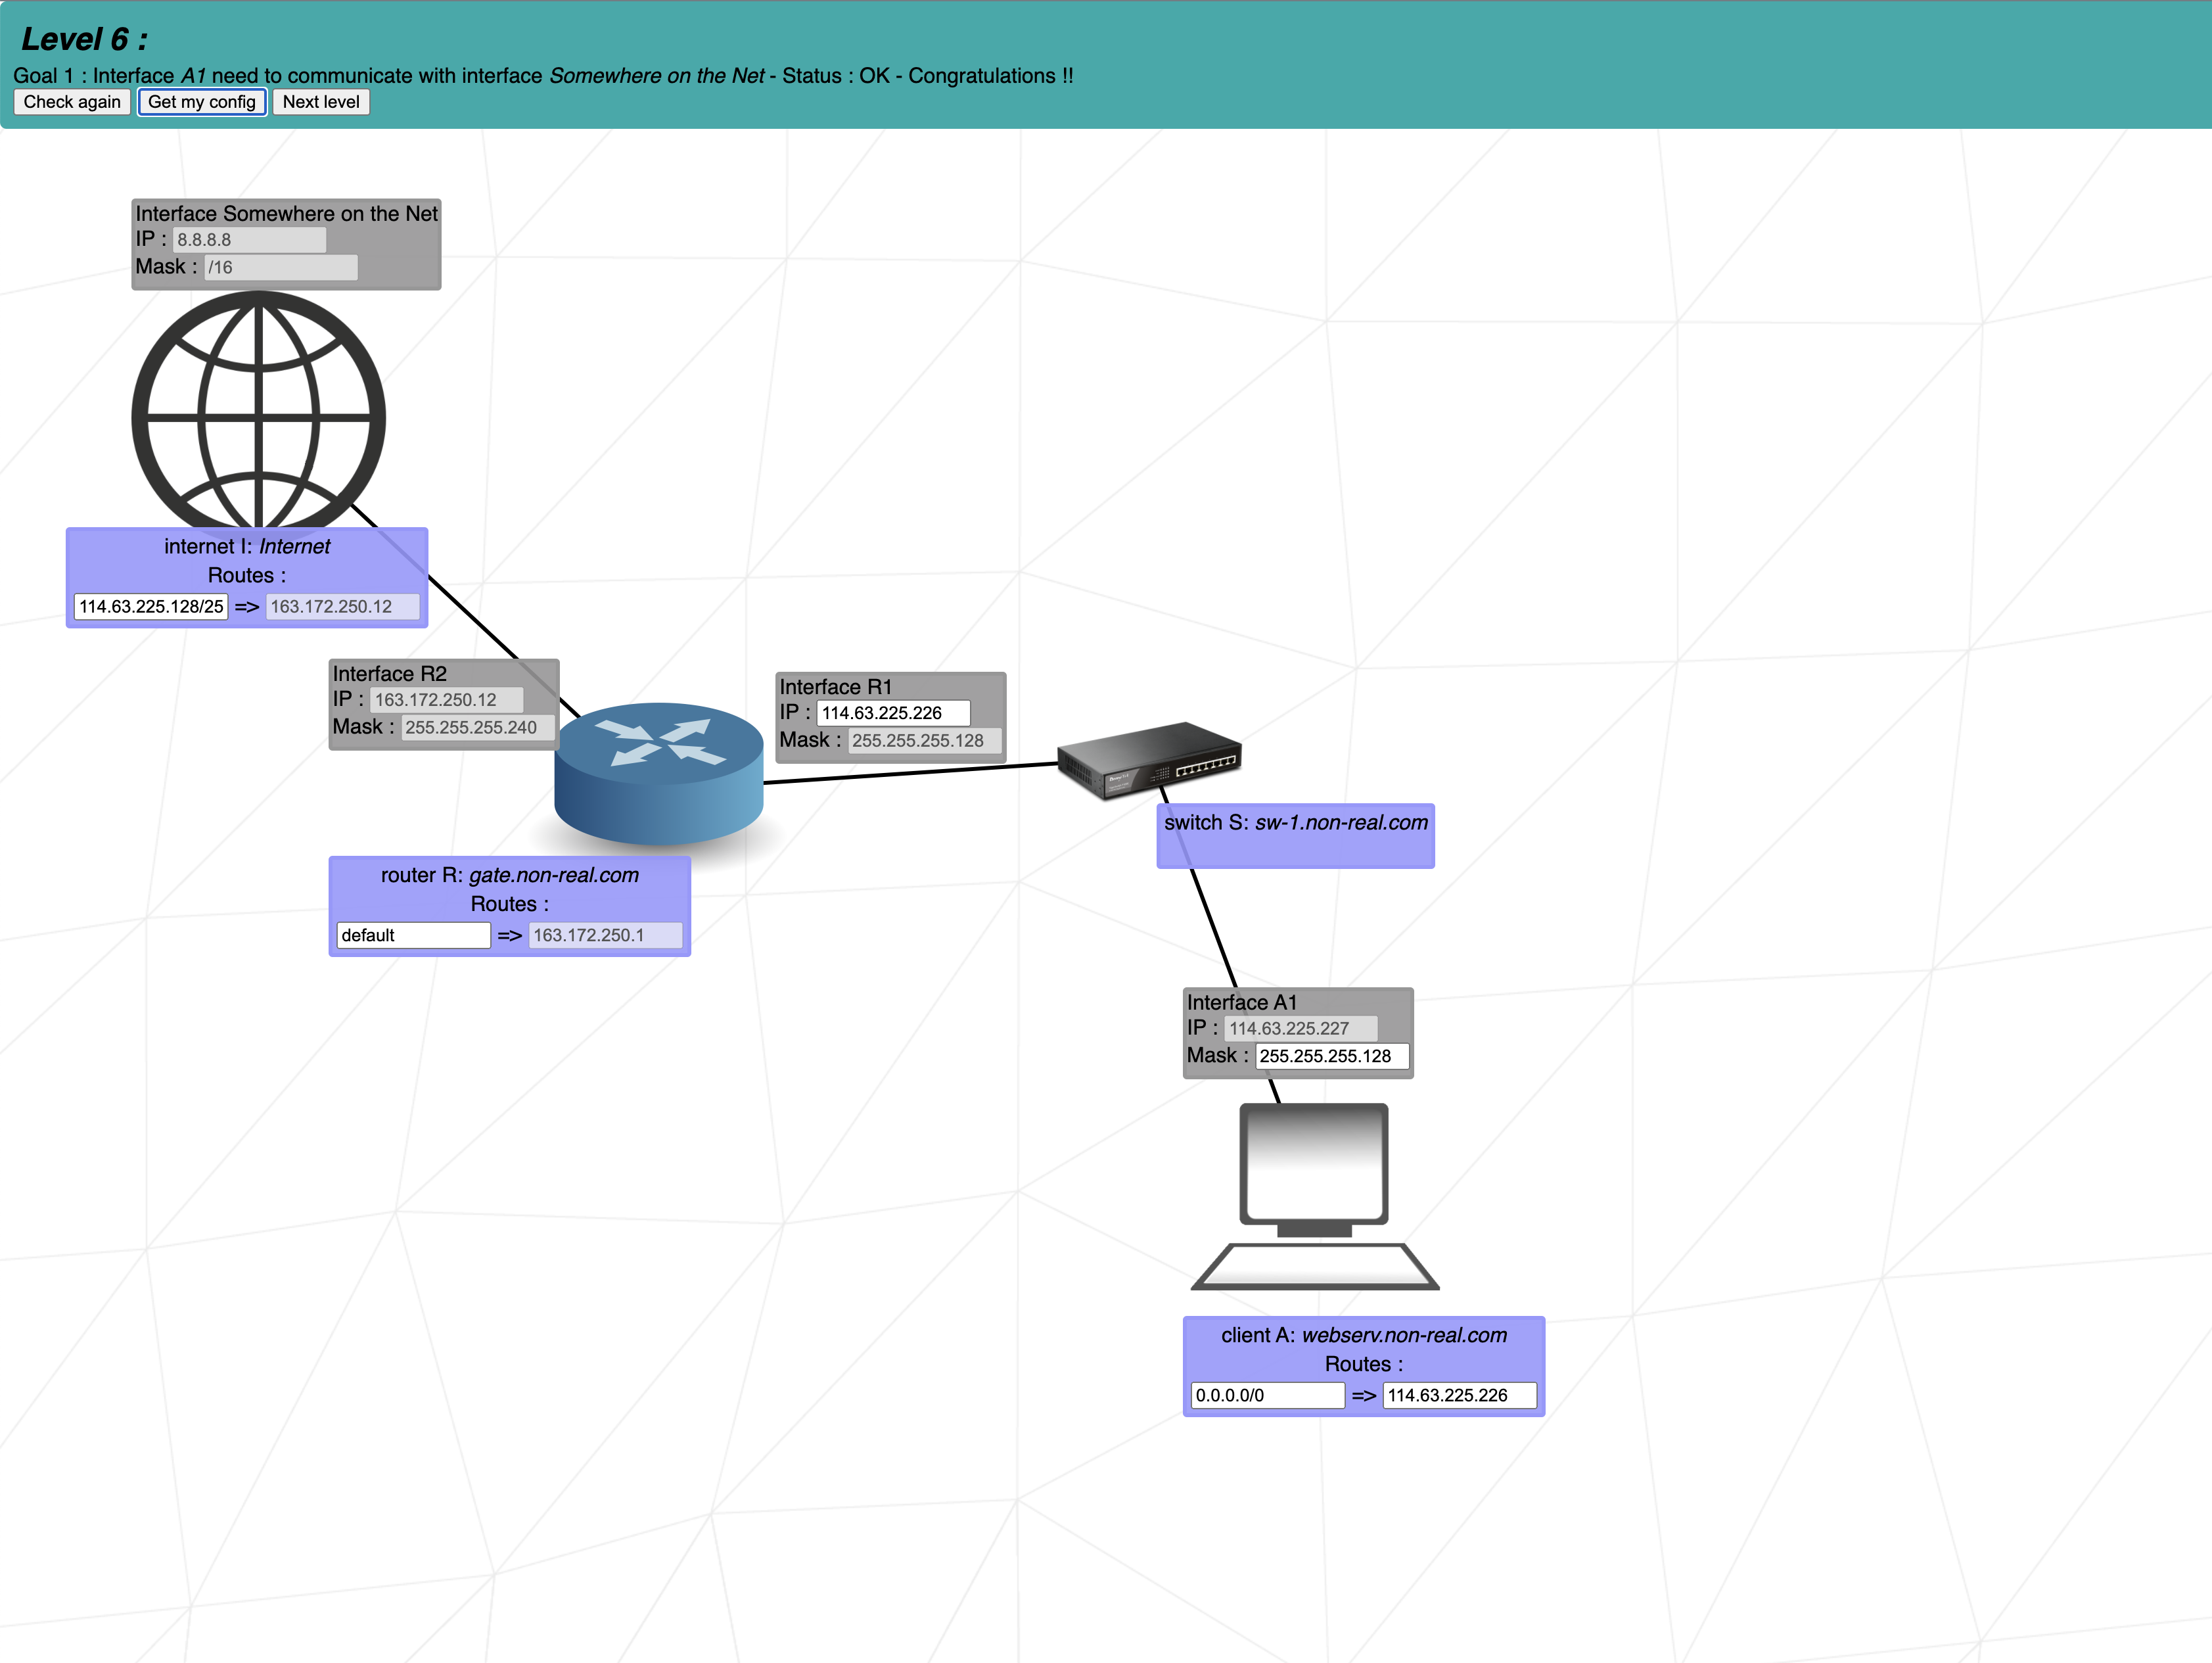 Level 6 :
Goal 1 : Interface A1 need to communicate with interface Somewhere on the Net - Status : OK - Congratulations !!
Check again Get my config Next level
Interface Somewhere on the Net
IP : 8.8.8.8
Mask : /16
internet I: Internet
Routes :
114.63.225.128/25 => 163.172.250.12
Interface R2
IP : 163.172.250.12
Mask : 255.255.255.240
Interface R1
IP : 114.63.225.226
Mask : 255.255.255.128
switch S: sw-1.non-real.com
router R: gate.non-real.com
Routes :
default => 163.172.250.1
Interface A1
IP : 114.63.225.227
Mask : 255.255.255.128
client A: webserv.non-real.com
Routes :
0.0.0.0/0 => 114.63.225.226